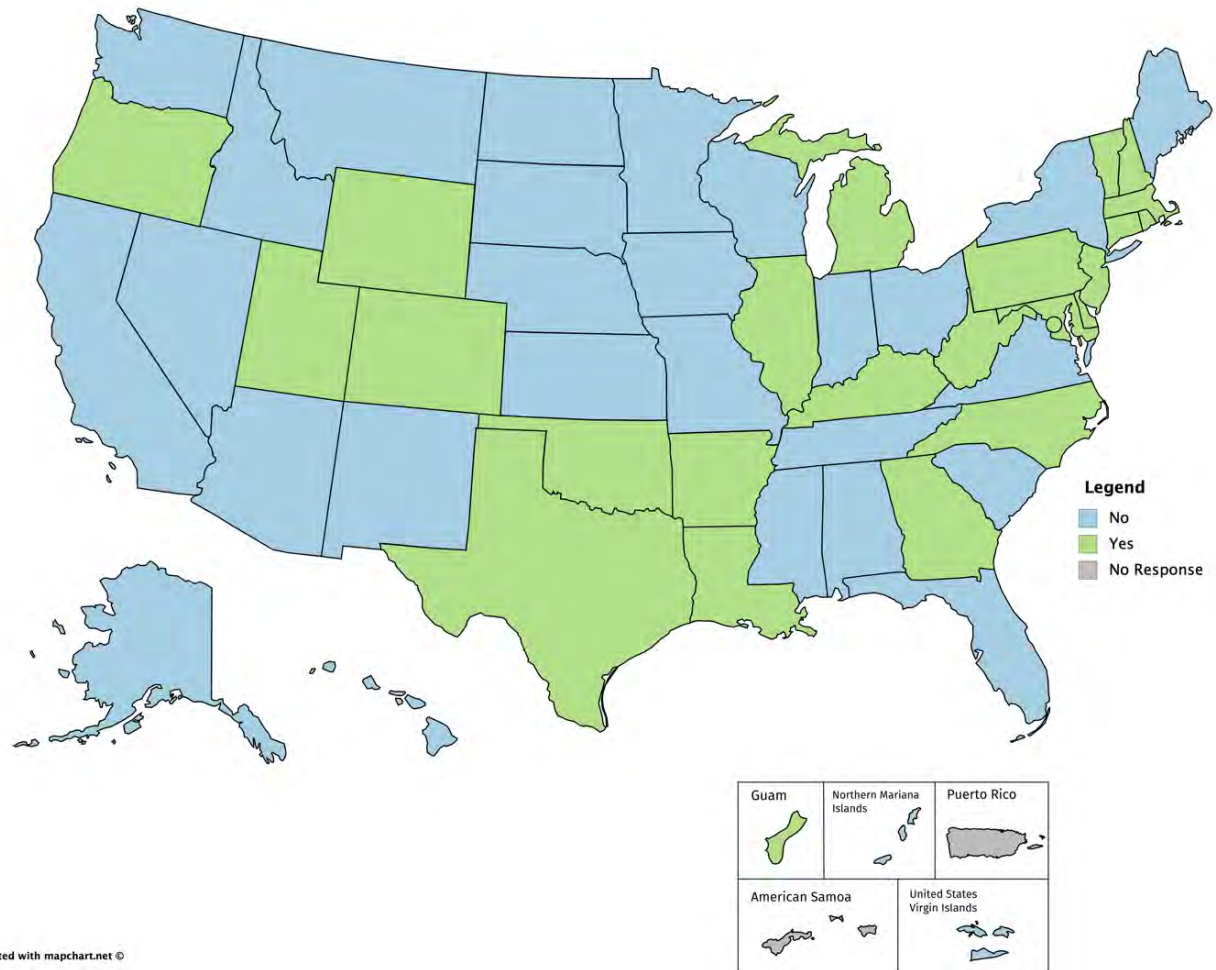 Legend
No
Yes
No Response
Guam
Northern Mariana
Islands
Puerto Rico
American Samoa
United States
Virgin Islands
with mapchart.net ©